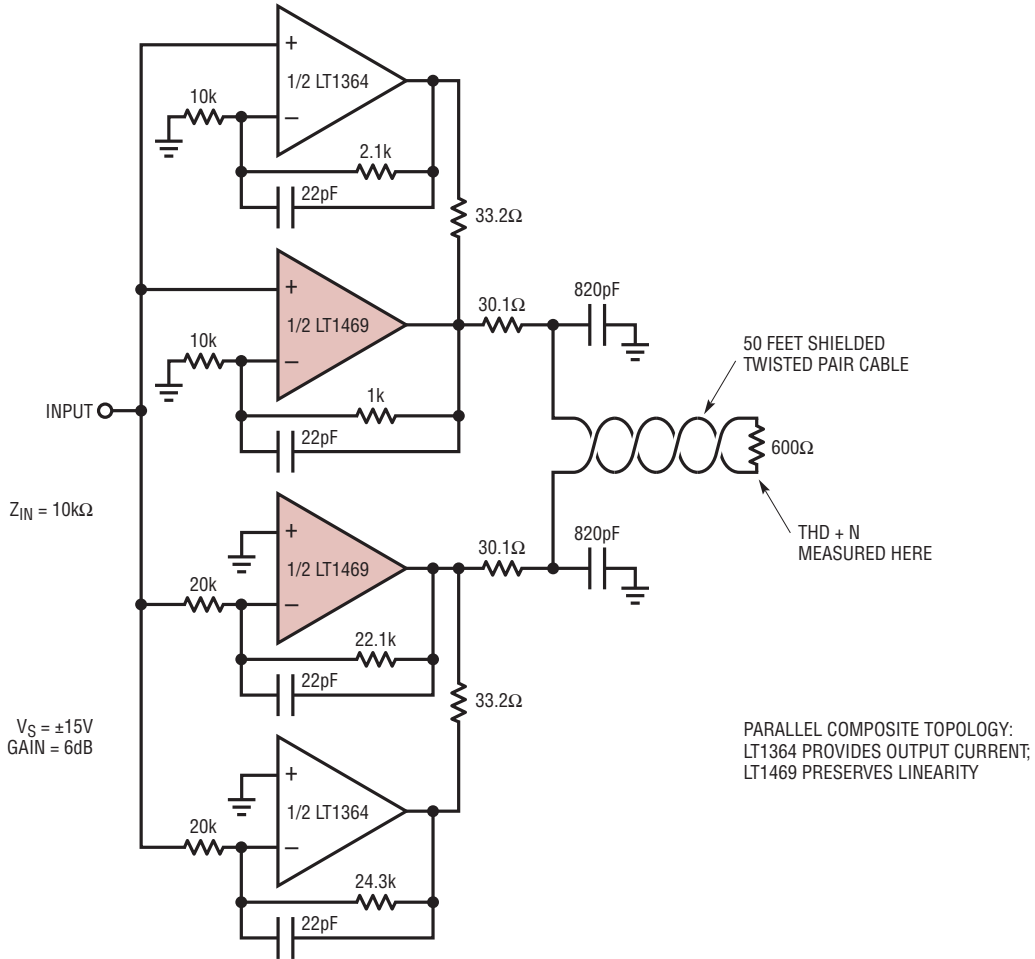 +
1/2 LT1364
10k
−
2.1k
22pF
33.2Ω
+
1/2 LT1469
30.1Ω
820pF
10k
−
50 FEET SHIELDED
TWISTED PAIR CABLE
1k
INPUT
22pF
600Ω
ZIN = 10kΩ
+
1/2 LT1469
30.1Ω
820pF
THD + N
MEASURED HERE
20k
−
22.1k
22pF
33.2Ω
VS = ±15V
GAIN = 6dB
PARALLEL COMPOSITE TOPOLOGY:
LT1364 PROVIDES OUTPUT CURRENT;
LT1469 PRESERVES LINEARITY
+
1/2 LT1364
20k
−
24.3k
22pF